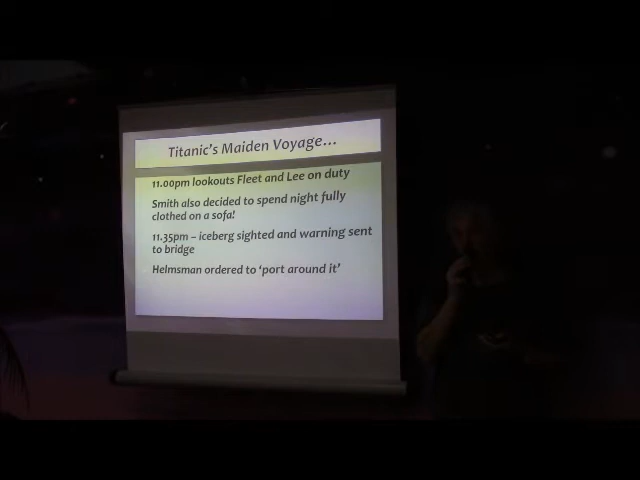 Titanic's Maiden Voyage...
11.00pm lookouts Fleet and Lee on duty
Smith also decided to spend night fully
clothed on a sofa!
11.35pm – iceberg sighted and warning sent
to bridge
Helmsman ordered to 'port around it'